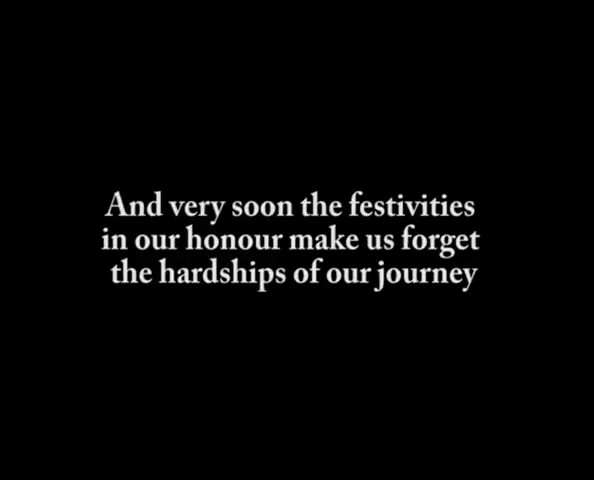 And very soon the festivities
in our honour make us forget
the hardships of our journey